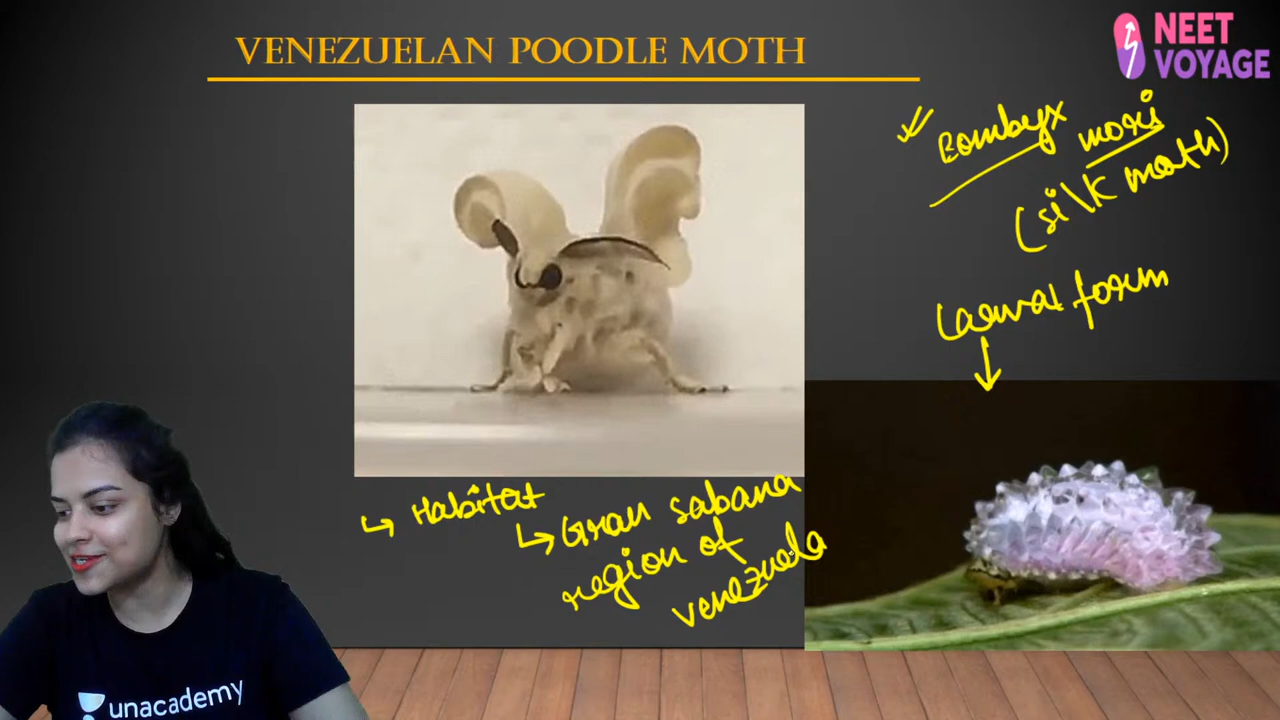 VENEZUELAN POODLE MOTH
NEET
VOYAGE
Bombyx mori
(silk moth)
Larval form
↳ Habitat
↳ Gran sabana
region of
venezuela
unacademy